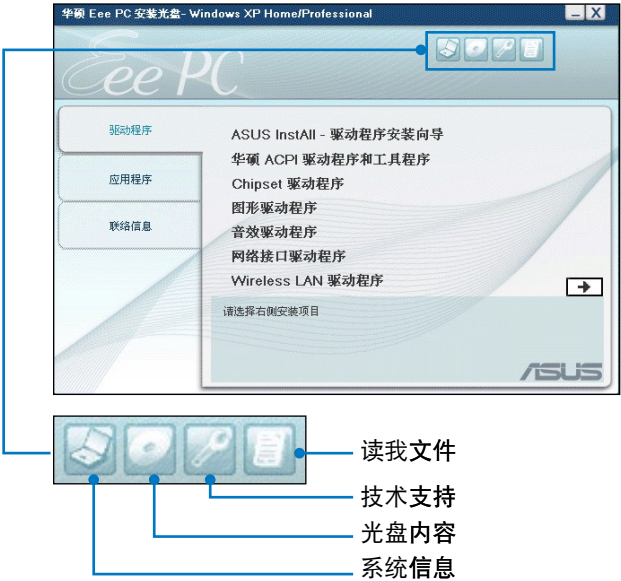 华硕 Eee PC 安装光盘- Windows XP Home/Professional
Eee PC
驱动程序
应用程序
联络信息
ASUS InstAll - 驱动程序安装向导
华硕 ACPI 驱动程序和工具程序
Chipset 驱动程序
图形驱动程序
音效驱动程序
网络接口驱动程序
Wireless LAN 驱动程序
请选择右侧安装项目
ASUS
读我文件
技术支持
光盘内容
系统信息